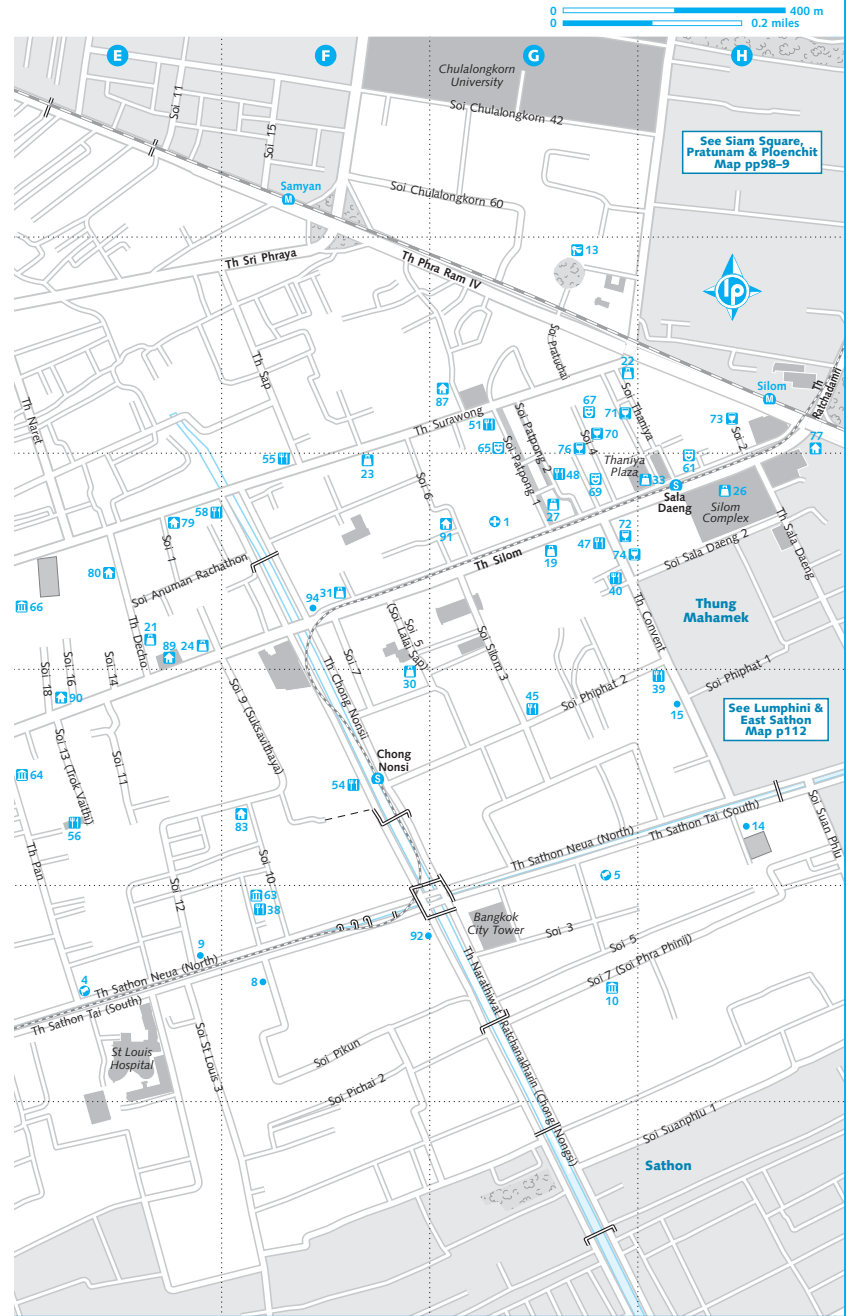 0 400 m
0 0.2 miles
E F G H
Chulalongkorn
University
Soi 11
Soi Chulalongkorn 42
Soi 15
See Siam Square,
Pratunam & Ploenchit
Map pp98–9
Samyan
M
Soi Chulalongkorn 60
13
Th Sri Phraya
Th Phra Ram IV
lp
Soi Pratuchai
Th Sap
22
Th Ratchadamri
Silom
M
87
Soi Thaniya
Th Naret
67
71
73
Th Surawong
51
Soi Patpong 2
70
Soi 4
Soi 2
77
65
Soi Patpong 1
76
Thaniya
Plaza
61
55
23
48
69
33
S
Sala
Daeng
26
Silom
Complex
Soi 6
58
79
27
91
1
72
Th Sala Daeng
Soi 1
47
19
74
Soi Sala Daeng 2
Th Silom
80
Soi Anuman Rachathon
40
66
31
94
Th Convent
Thung
Mahamek
21
Th Decho
89
24
Soi 5
(Soi Lalai Sap)
Soi Silom 3
Soi 7
Soi 18
Soi 16
Soi 14
30
39
Soi Phiphat 1
90
Th Chong Nonsii
45
Soi Phiphat 2
15
Soi 9 (Suksavithaya)
See Lumphini &
East Sathon
Map p112
Soi 13 (Trok Vaithi)
Soi 11
64
Chong
Nonsi
S
54
83
56
Th Sathon Neua (North)
Th Sathon Tai (South)
14
Soi Suan Phlu
Th Pan
Soi 10
5
Soi 12
63
38
Bangkok
City Tower
Soi 3
92
Soi 5
9
Th Sathon Neua (North)
8
4
Soi 7 (Soi Phra Phinij)
10
Th Sathon Tai (South)
Th Narathiwat Ratchanakharin (Chong Nongsi)
St Louis
Hospital
Soi St Louis 3
Soi Pikun
Soi Pichai 2
Soi Suanphlu 1
Sathon